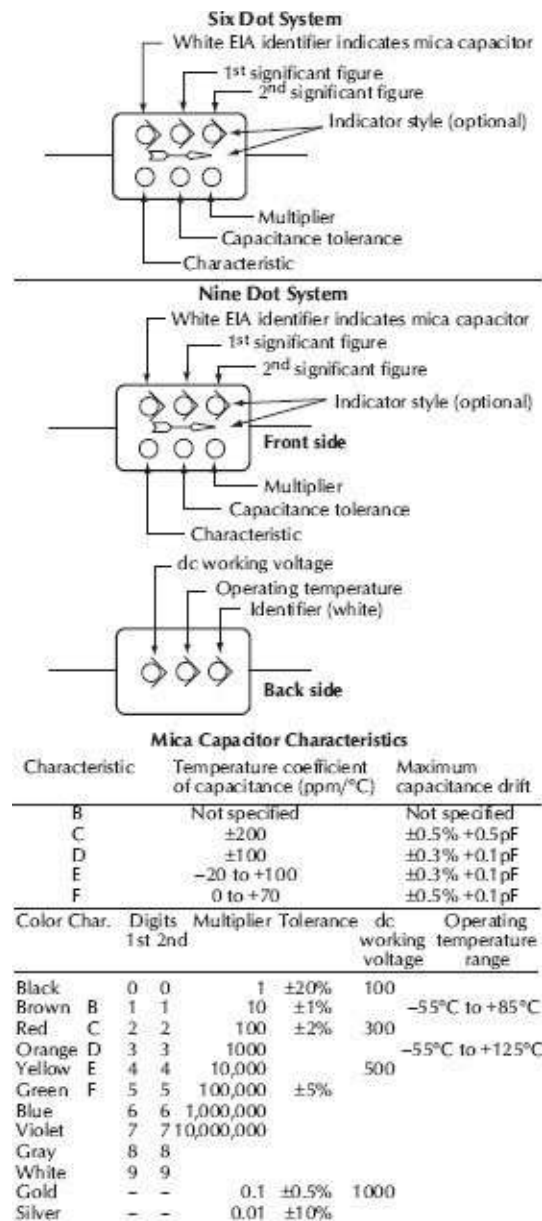 Six Dot System
White EIA identifier indicates mica capacitor
1st significant figure
2nd significant figure
Indicator style (optional)
Multiplier
Capacitance tolerance
Characteristic
Nine Dot System
White EIA identifier indicates mica capacitor
1st significant figure
2nd significant figure
Indicator style (optional)
Front side
Multiplier
Capacitance tolerance
Characteristic
dc working voltage
Operating temperature
Identifier (white)
Back side
Mica Capacitor Characteristics
Characteristic Temperature coefficient Maximum
of capacitance (ppm/°C) capacitance drift
B Not specified Not specified
C ±200 ±0.5% +0.5pF
D ±100 ±0.3% +0.1pF
E −20 to +100 ±0.3% +0.1pF
F 0 to +70 ±0.5% +0.1pF
Color Char. Digits Multiplier Tolerance dc Operating
1st 2nd working temperature
voltage range
Black 0 0 1 ±20% 100
Brown B 1 1 10 ±1% −55°C to +85°C
Red C 2 2 100 ±2% 300
Orange D 3 3 1000 −55°C to +125°C
Yellow E 4 4 10,000 500
Green F 5 5 100,000 ±5%
Blue 6 6 1,000,000
Violet 7 7 10,000,000
Gray 8 8
White 9 9
Gold – – 0.1 ±0.5% 1000
Silver – – 0.01 ±10%